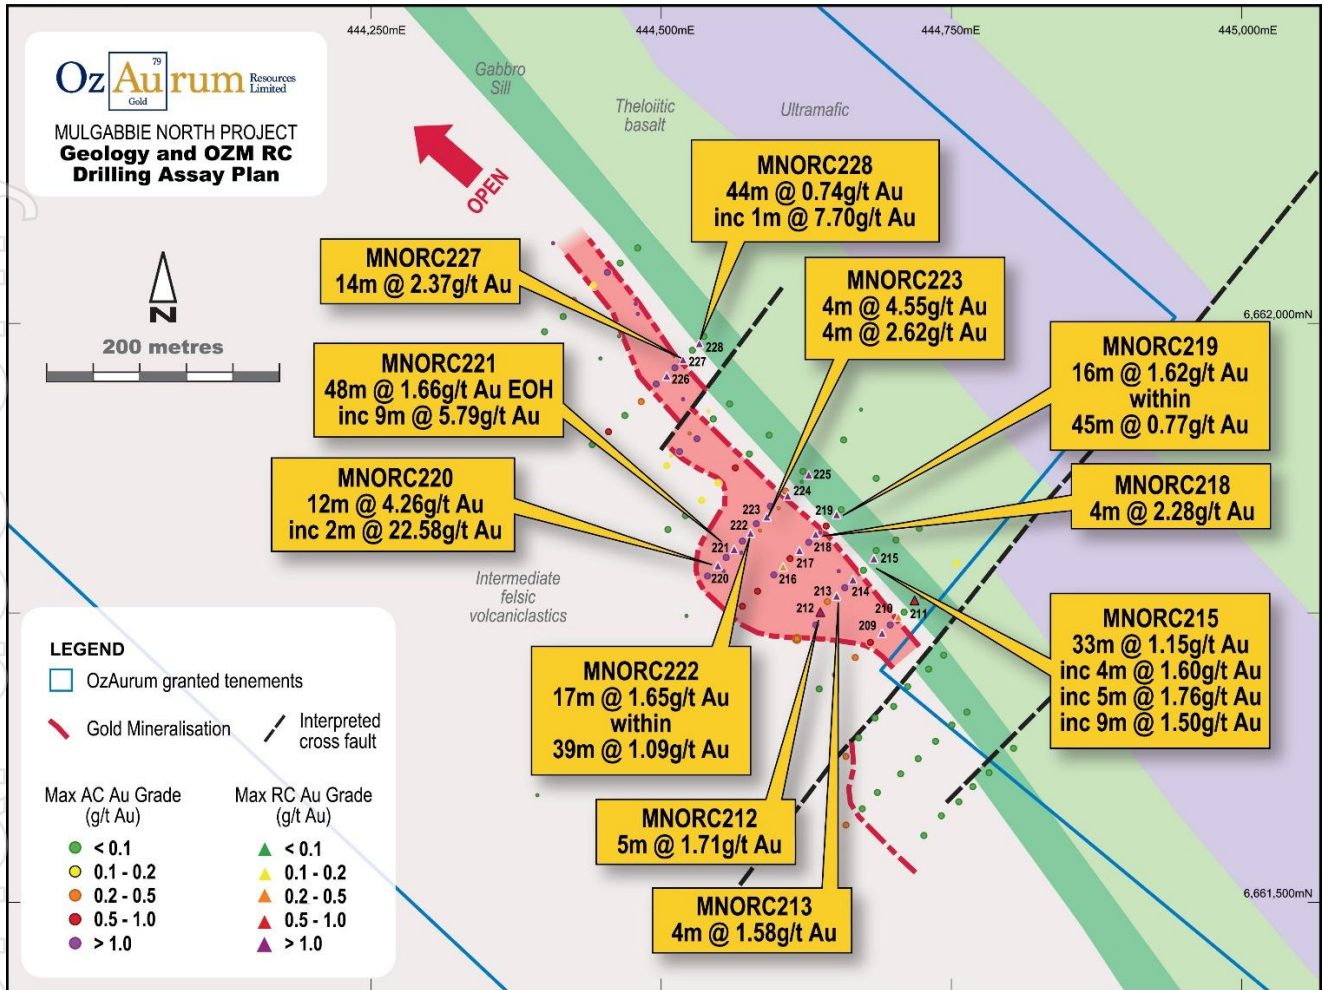 444,250mE
444,500mE
444,750mE
445,000mE
OzAurum Resources Limited
79
Gold
MULGABBIE NORTH PROJECT
Geology and OZM RC
Drilling Assay Plan
Gabbro
Sill
Theloiitic
basalt
Ultramafic
OPEN
N
200 metres
MNORC228
44m @ 0.74g/t Au
inc 1m @ 7.70g/t Au
MNORC227
14m @ 2.37g/t Au
MNORC223
4m @ 4.55g/t Au
4m @ 2.62g/t Au
6,662,000mN
MNORC219
16m @ 1.62g/t Au
within
45m @ 0.77g/t Au
MNORC221
48m @ 1.66g/t Au EOH
inc 9m @ 5.79g/t Au
MNORC220
12m @ 4.26g/t Au
inc 2m @ 22.58g/t Au
MNORC218
4m @ 2.28g/t Au
228
227
226
225
224
223
219
222
218
221
217
215
220
216
214
213
212
210
211
209
Intermediate
felsic
volcaniclastics
MNORC215
33m @ 1.15g/t Au
inc 4m @ 1.60g/t Au
inc 5m @ 1.76g/t Au
inc 9m @ 1.50g/t Au
MNORC222
17m @ 1.65g/t Au
within
39m @ 1.09g/t Au
MNORC212
5m @ 1.71g/t Au
MNORC213
4m @ 1.58g/t Au
6,661,500mN
LEGEND
OzAurum granted tenements
Gold Mineralisation
Interpreted
cross fault
Max AC Au Grade
(g/t Au)
< 0.1
0.1 - 0.2
0.2 - 0.5
0.5 - 1.0
> 1.0
Max RC Au Grade
(g/t Au)
< 0.1
0.1 - 0.2
0.2 - 0.5
0.5 - 1.0
> 1.0